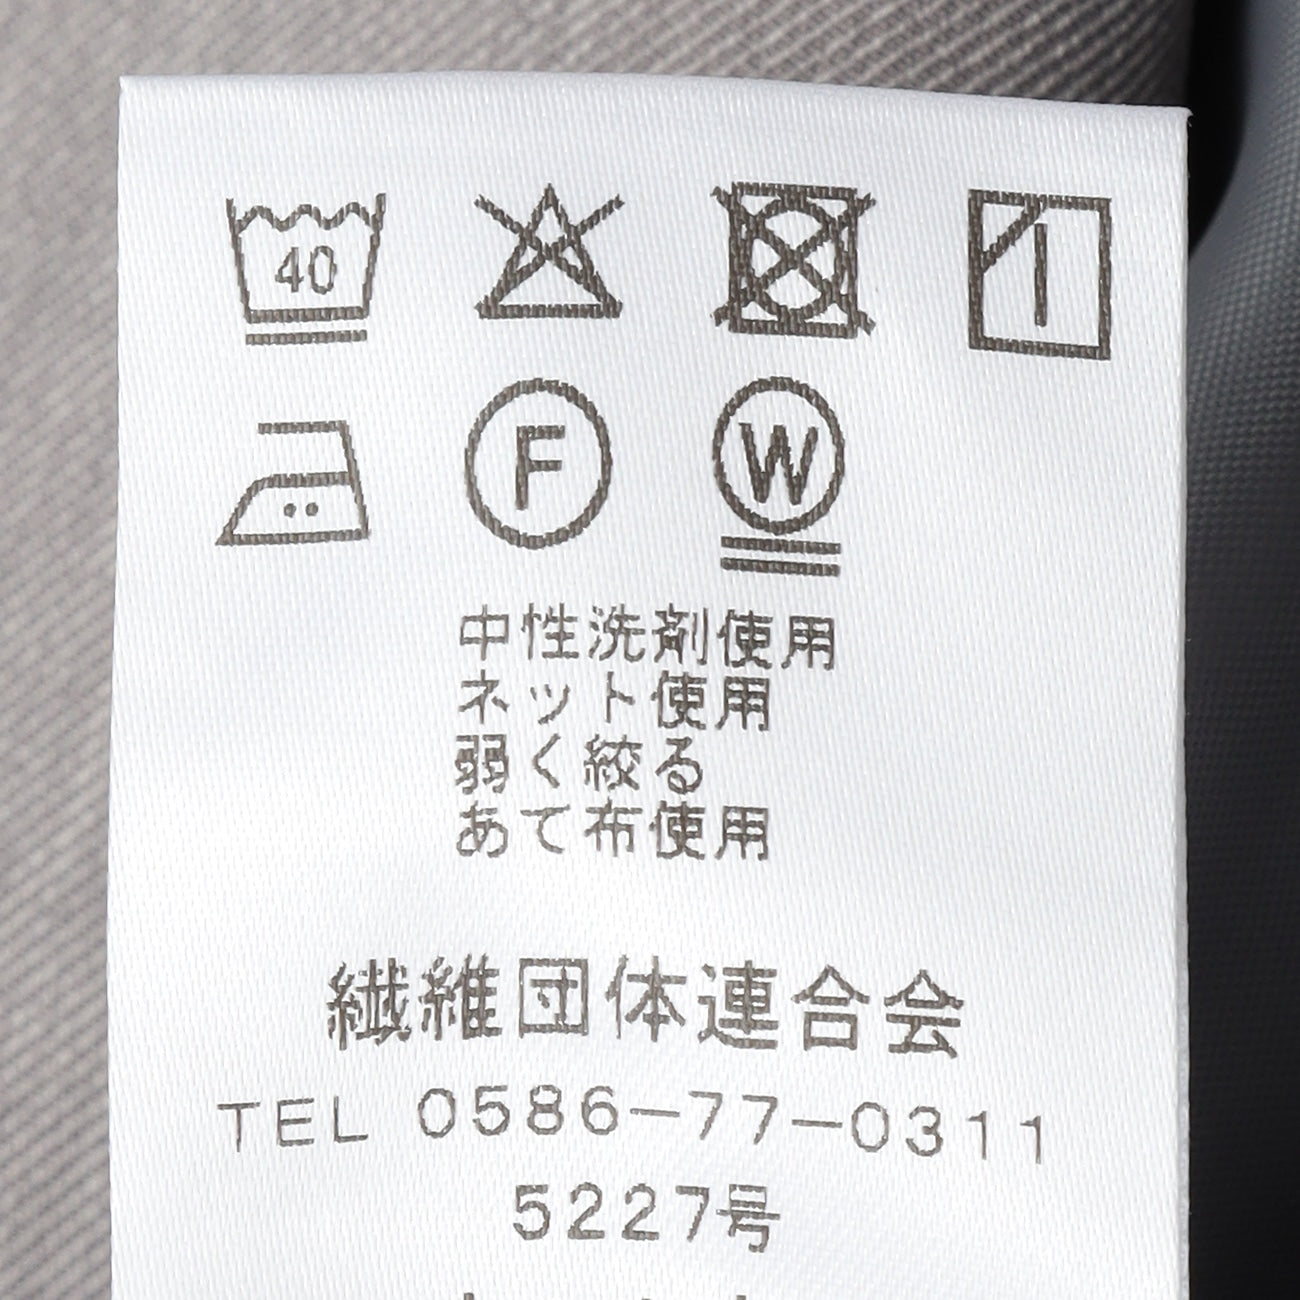 40
F W
中性洗剤使用
ネット使用
弱く絞る
あて布使用
繊維団体連合会
TEL 0586-77-0311
5227号